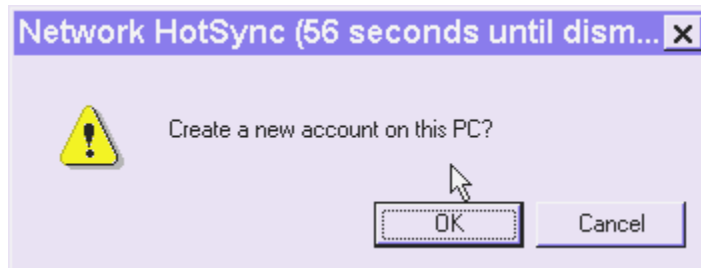 Network HotSync (56 seconds until dism...
Create a new account on this PC?
OK
Cancel